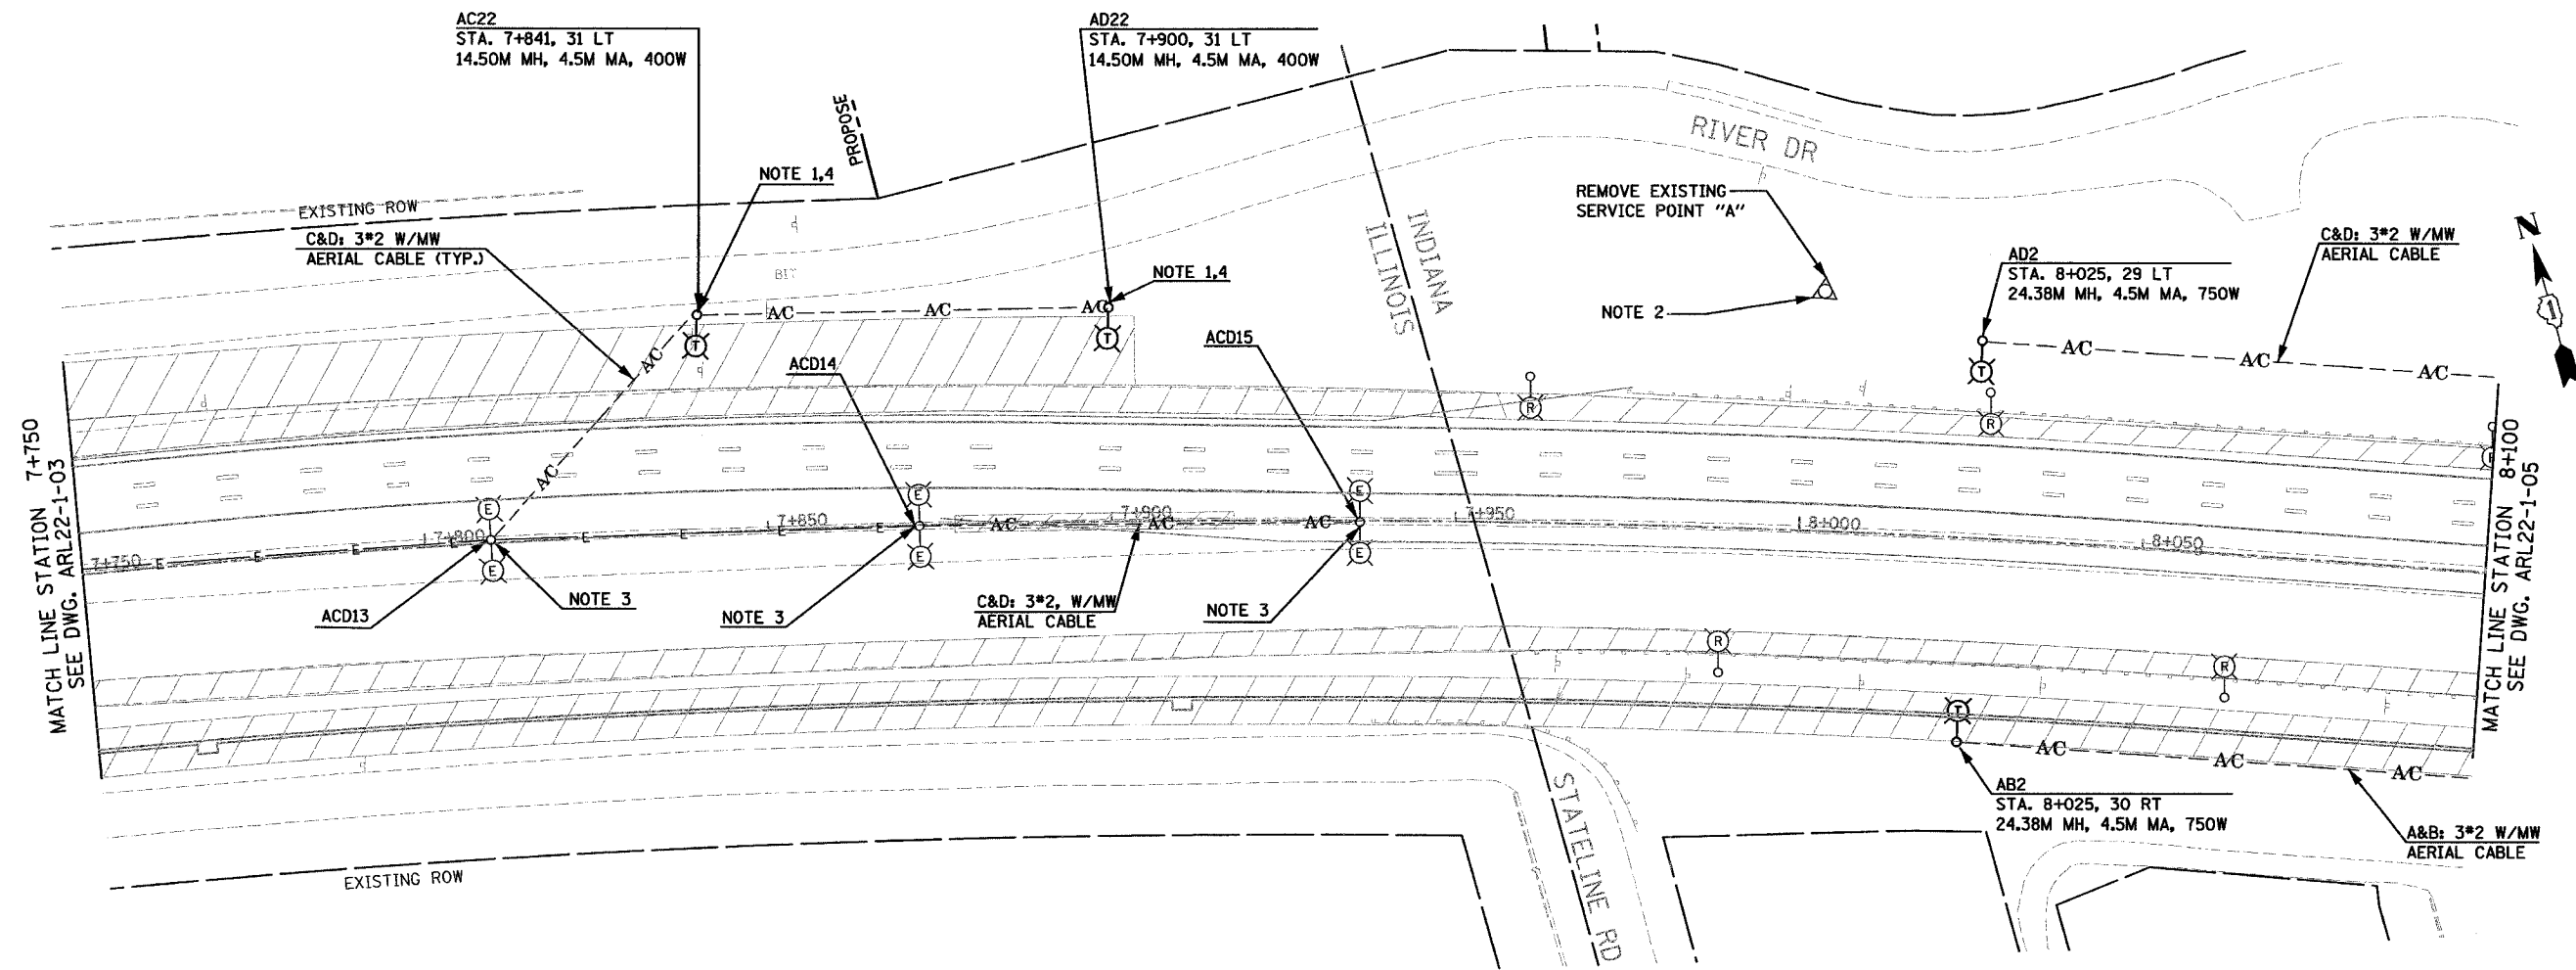 AC22
STA. 7+841, 31 LT
14.50M MH, 4.5M MA, 400W
AD22
STA. 7+900, 31 LT
14.50M MH, 4.5M MA, 400W
PROPOSE
NOTE 1,4
EXISTING ROW
C&D: 3#2 W/MW
AERIAL CABLE (TYP.)
BIT
NOTE 1,4
RIVER DR
REMOVE EXISTING
SERVICE POINT "A"
NOTE 2
INDIANA
ILLINOIS
AD2
STA. 8+025, 29 LT
24.38M MH, 4.5M MA, 750W
C&D: 3#2 W/MW
AERIAL CABLE
N
1
A/C
A/C
A/C
A/C
A/C
A/C
A/C
A/C
T
T
T
ACD14
ACD15
R
R
MATCH LINE STATION 7+750
SEE DWG. ARL22-1-03
MATCH LINE STATION 8+100
SEE DWG. ARL22-1-05
E
E
E
7+750
E
E
E
7+800
E
E
E
E
7+850
E
A/C
7+900
A/C
A/C
7+950
8+000
8+050
E
E
E
ACD13
NOTE 3
NOTE 3
C&D: 3#2, W/MW
AERIAL CABLE
NOTE 3
R
R
T
A/C
A/C
A/C
AB2
STA. 8+025, 30 RT
24.38M MH, 4.5M MA, 750W
A&B: 3#2 W/MW
AERIAL CABLE
STATELINE RD
EXISTING ROW